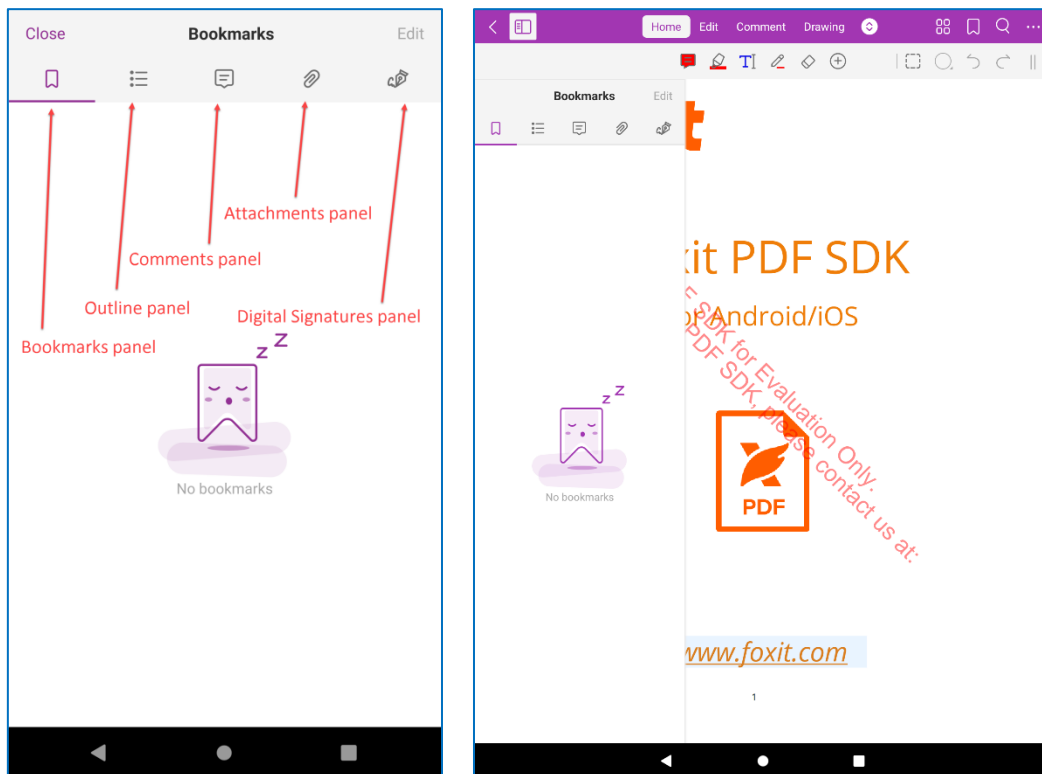 Close Bookmarks Edit
Attachments panel
Comments panel
Outline panel
Digital Signatures panel
Bookmarks panel
z Z
No bookmarks
Home Edit Comment Drawing
T
Bookmarks Edit
t
xit PDF SDK
or Android/iOS
F SDK for Evaluation Only.
PDF SDK, please contact us at:
PDF
z Z
No bookmarks
www.foxit.com
1